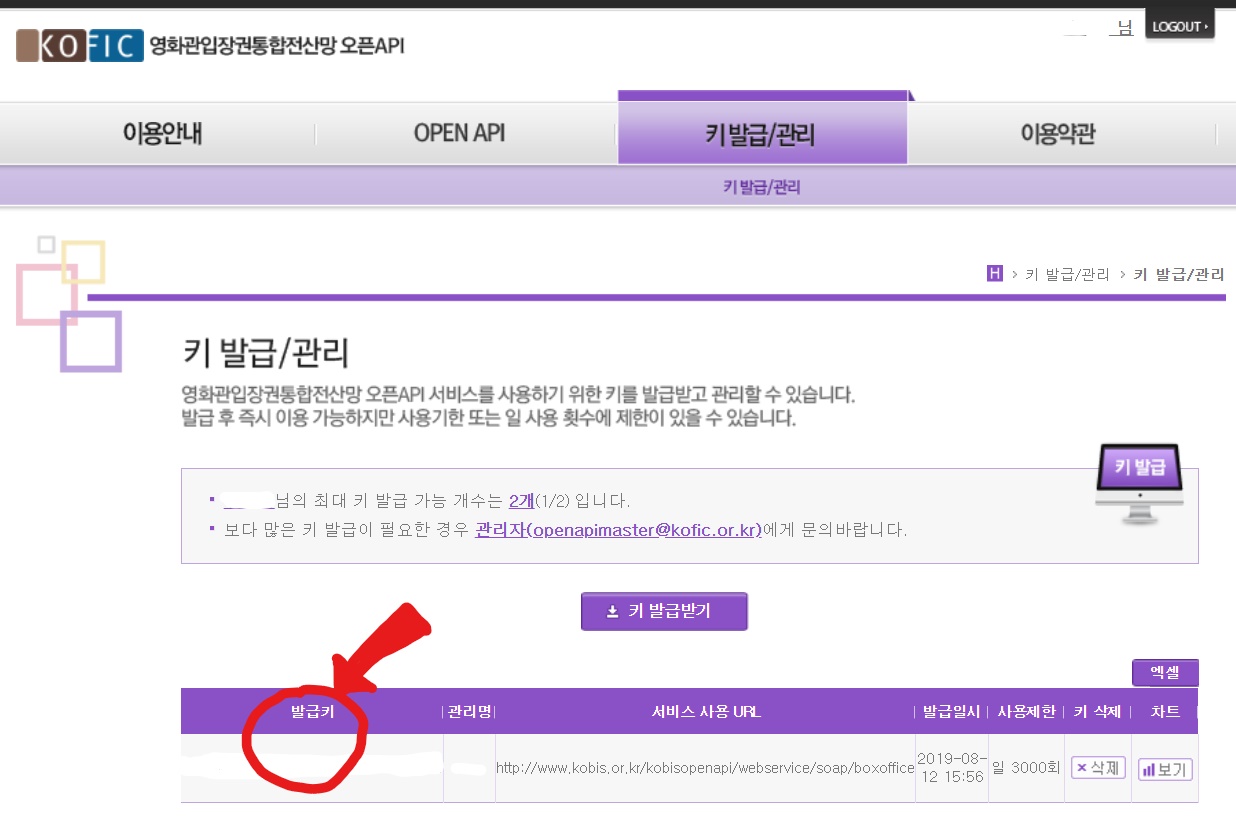 님 LOGOUT
KOFIC 영화관입장권통합전산망 오픈API
이용안내 OPEN API 키 발급/관리 이용약관
키 발급/관리
H > 키 발급/관리 > 키 발급/관리
키 발급/관리
영화관입장권통합전산망 오픈API 서비스를 사용하기 위한 키를 발급받고 관리할 수 있습니다.
발급 후 즉시 이용 가능하지만 사용기한 또는 일 사용 횟수에 제한이 있을 수 있습니다.
키 발급
님의 최대 키 발급 가능 개수는 2개(1/2) 입니다.
보다 많은 키 발급이 필요한 경우 관리자(openapimaster@kofic.or.kr)에게 문의바랍니다.
키 발급받기
엑셀
발급키 관리명 서비스 사용 URL 발급일시 사용제한 키 삭제 차트
http://www.kobis.or.kr/kobisopenapi/webservice/soap/boxoffice 2019-08-12 15:56 일 3000회 × 삭제 보기